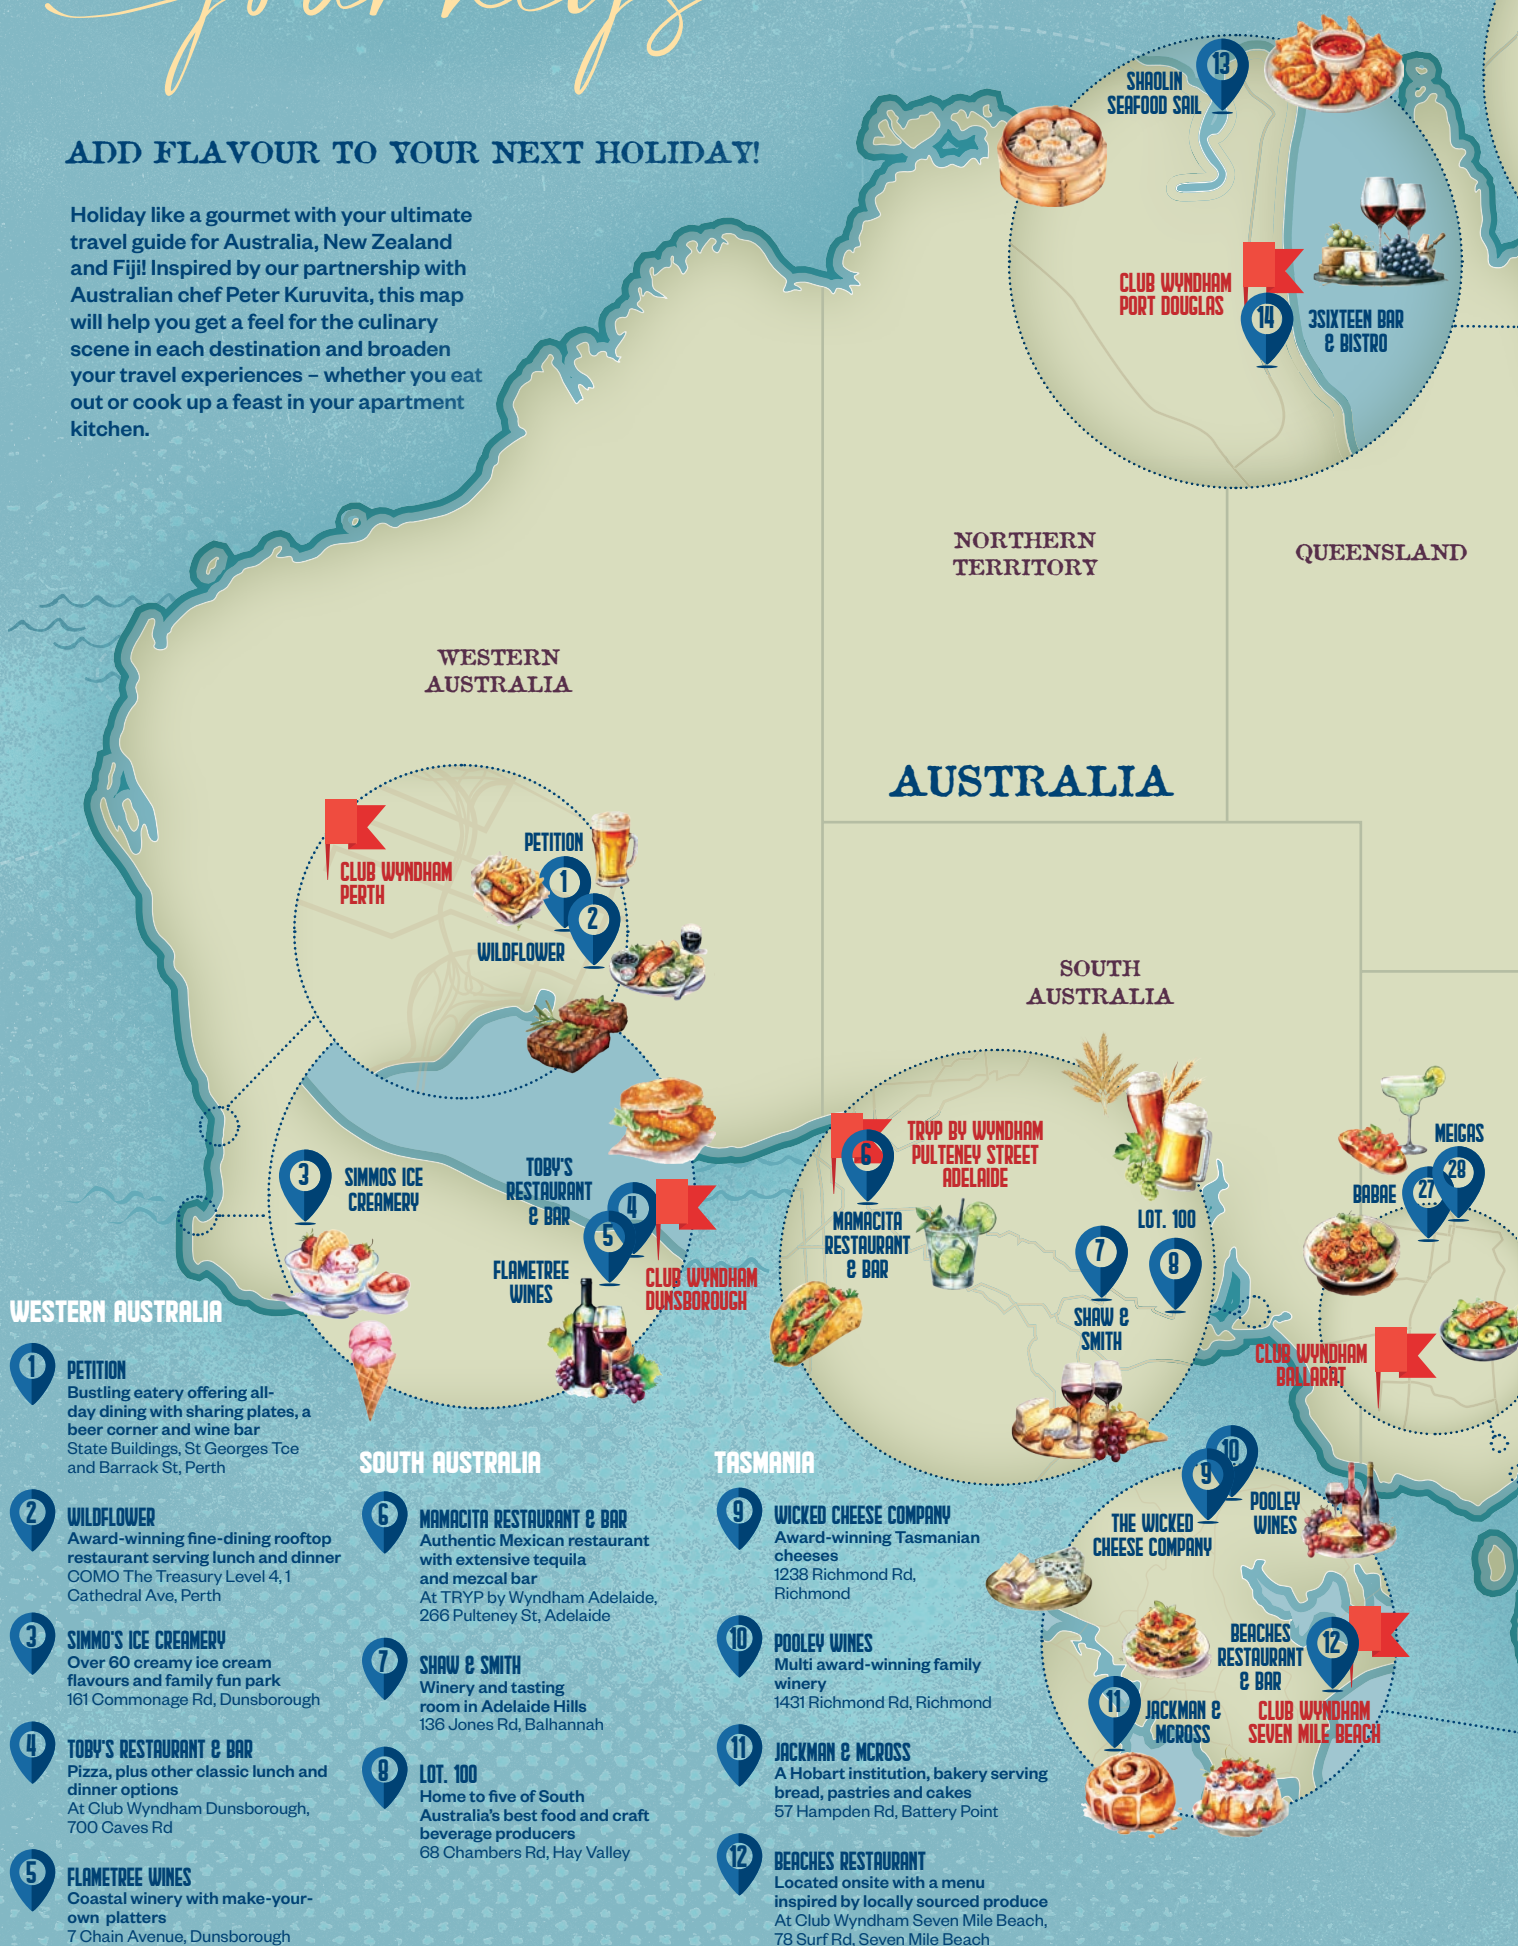 Journeys
ADD FLAVOUR TO YOUR NEXT HOLIDAY!
Holiday like a gourmet with your ultimate
travel guide for Australia, New Zealand
and Fiji! Inspired by our partnership with
Australian chef Peter Kuruvita, this map
will help you get a feel for the culinary
scene in each destination and broaden
your travel experiences – whether you eat
out or cook up a feast in your apartment
kitchen.
13
SHAOLIN
SEAFOOD SAIL
CLUB WYNDHAM
PORT DOUGLAS
14
3SIXTEEN BAR
& BISTRO
NORTHERN
TERRITORY
QUEENSLAND
WESTERN
AUSTRALIA
AUSTRALIA
SOUTH
AUSTRALIA
CLUB WYNDHAM
PERTH
PETITION
1
2
WILDFLOWER
3
SIMMOS ICE
CREAMERY
TOBY'S
RESTAURANT
& BAR
4
5
FLAMETREE
WINES
CLUB WYNDHAM
DUNSBOROUGH
6
TRYP BY WYNDHAM
PULTENEY STREET
ADELAIDE
MAMACITA
RESTAURANT
& BAR
7
SHAW &
SMITH
LOT. 100
8
MEIGAS
28
BABAE
27
CLUB WYNDHAM
BALLARAT
10
9
POOLEY
WINES
THE WICKED
CHEESE COMPANY
BEACHES
RESTAURANT
& BAR
12
11
JACKMAN &
MCROSS
CLUB WYNDHAM
SEVEN MILE BEACH
WESTERN AUSTRALIA
1
PETITION
Bustling eatery offering all-
day dining with sharing plates, a
beer corner and wine bar
State Buildings, St Georges Tce
and Barrack St, Perth
2
WILDFLOWER
Award-winning fine-dining rooftop
restaurant serving lunch and dinner
COMO The Treasury Level 4, 1
Cathedral Ave, Perth
3
SIMMO'S ICE CREAMERY
Over 60 creamy ice cream
flavours and family fun park
161 Commonage Rd, Dunsborough
4
TOBY'S RESTAURANT & BAR
Pizza, plus other classic lunch and
dinner options
At Club Wyndham Dunsborough,
700 Caves Rd
5
FLAMETREE WINES
Coastal winery with make-your-
own platters
7 Chain Avenue, Dunsborough
SOUTH AUSTRALIA
6
MAMACITA RESTAURANT & BAR
Authentic Mexican restaurant
with extensive tequila
and mezcal bar
At TRYP by Wyndham Adelaide,
266 Pulteney St, Adelaide
7
SHAW & SMITH
Winery and tasting
room in Adelaide Hills
136 Jones Rd, Balhannah
8
LOT. 100
Home to five of South
Australia's best food and craft
beverage producers
68 Chambers Rd, Hay Valley
TASMANIA
9
WICKED CHEESE COMPANY
Award-winning Tasmanian
cheeses
1238 Richmond Rd,
Richmond
10
POOLEY WINES
Multi award-winning family
winery
1431 Richmond Rd, Richmond
11
JACKMAN & MCROSS
A Hobart institution, bakery serving
bread, pastries and cakes
57 Hampden Rd, Battery Point
12
BEACHES RESTAURANT
Located onsite with a menu
inspired by locally sourced produce
At Club Wyndham Seven Mile Beach,
78 Surf Rd, Seven Mile Beach